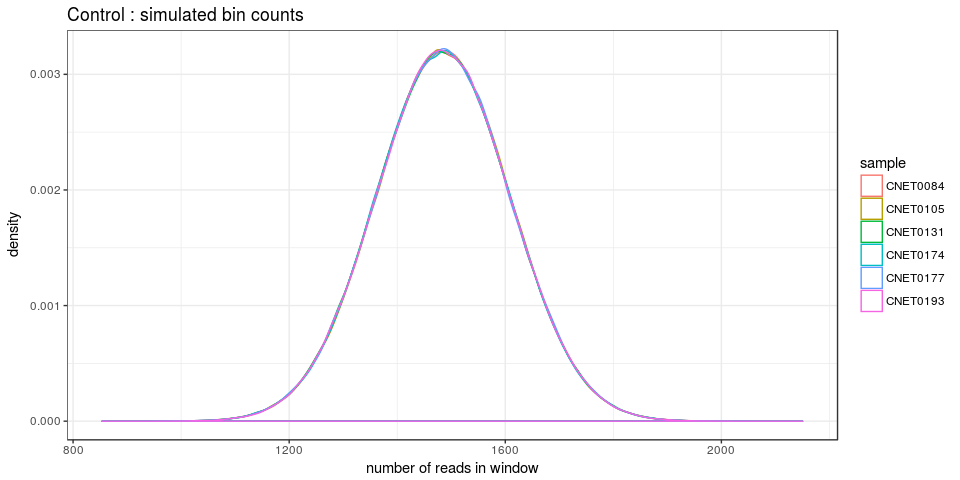 Control : simulated bin counts
0.003
0.002
0.001
0.000
density
800
1200
1600
2000
number of reads in window
sample
CNET0084
CNET0105
CNET0131
CNET0174
CNET0177
CNET0193